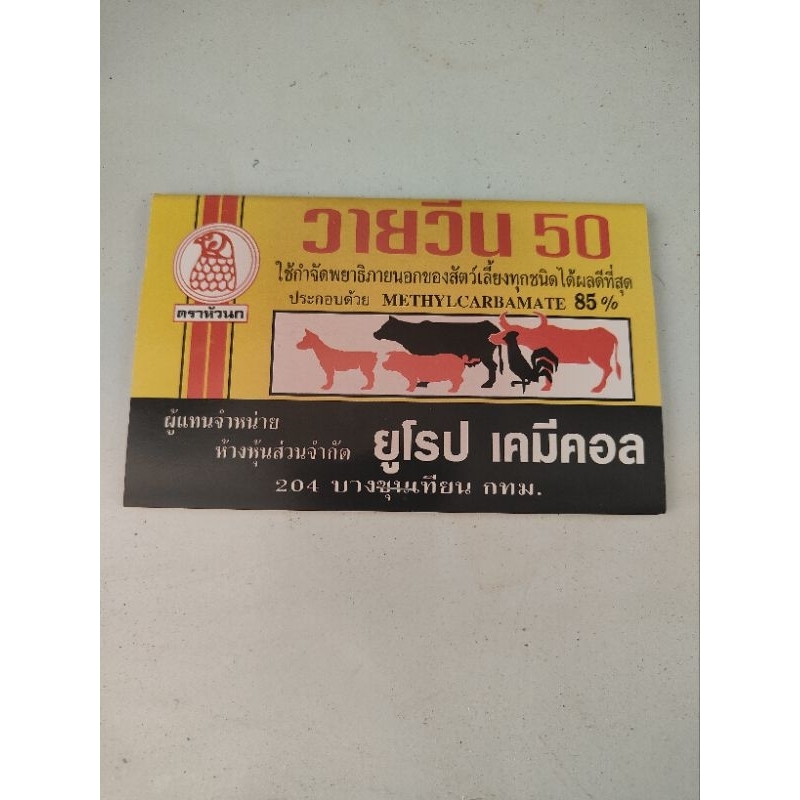 วายวีน 50
ใช้กำจัดพยาธิภายนอกของสัตว์เลี้ยงทุกชนิดได้ผลดีที่สุด
ประกอบด้วย METHYLCARBAMATE 85%
ตราหัวนก
ผู้แทนจำหน่าย
ห้างหุ้นส่วนจำกัด ยูโรป เคมีคอล
204 บางขุนเทียน กทม.